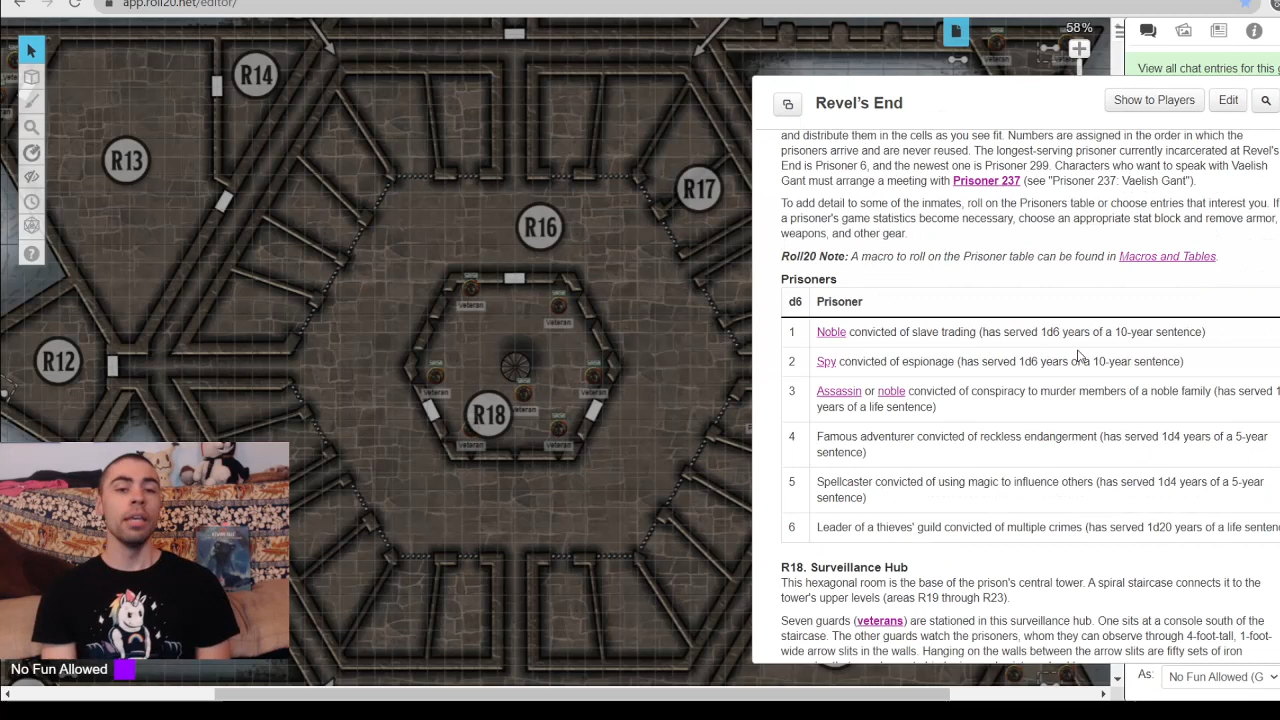 app.roll20.net/editor/
58%
R14
R13
R17
R16
R12
R18
Veteran
Veteran
Veteran
Veteran
Veteran
Veteran
Veteran
View all chat entries for this
Revel's End
Show to Players
Edit
and distribute them in the cells as you see fit. Numbers are assigned in the order in which the
prisoners arrive and are never reused. The longest-serving prisoner currently incarcerated at Revel's
End is Prisoner 6, and the newest one is Prisoner 299. Characters who want to speak with Vaelish
Gant must arrange a meeting with Prisoner 237 (see "Prisoner 237: Vaelish Gant").
To add detail to some of the inmates, roll on the Prisoners table or choose entries that interest you. If
a prisoner's game statistics become necessary, choose an appropriate stat block and remove armor,
weapons, and other gear.
Roll20 Note: A macro to roll on the Prisoner table can be found in Macros and Tables.
Prisoners
d6 Prisoner
1 Noble convicted of slave trading (has served 1d6 years of a 10-year sentence)
2 Spy convicted of espionage (has served 1d6 years of a 10-year sentence)
3 Assassin or noble convicted of conspiracy to murder members of a noble family (has served 1
years of a life sentence)
4 Famous adventurer convicted of reckless endangerment (has served 1d4 years of a 5-year
sentence)
5 Spellcaster convicted of using magic to influence others (has served 1d4 years of a 5-year
sentence)
6 Leader of a thieves' guild convicted of multiple crimes (has served 1d20 years of a life senten
R18. Surveillance Hub
This hexagonal room is the base of the prison's central tower. A spiral staircase connects it to the
tower's upper levels (areas R19 through R23).
Seven guards (veterans) are stationed in this surveillance hub. One sits at a console south of the
staircase. The other guards watch the prisoners, whom they can observe through 4-foot-tall, 1-foot-
wide arrow slits in the walls. Hanging on the walls between the arrow slits are fifty sets of iron
No Fun Allowed
As: No Fun Allowed (G